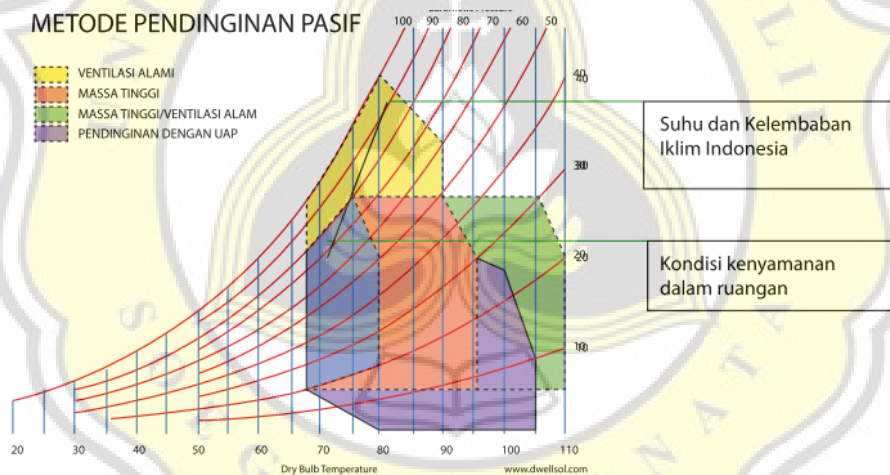 METODE PENDINGINAN PASIF
100 90 80 70 60 50
VENTILASI ALAMI
MASSA TINGGI
MASSA TINGGI/VENTILASI ALAM
PENDINGINAN DENGAN UAP
40
Suhu dan Kelembaban
Iklim Indonesia
30
20
Kondisi kenyamanan
dalam ruangan
10
20 30 40 50 60 70 80 90 100 110
Dry Bulb Temperature www.dwellsol.com